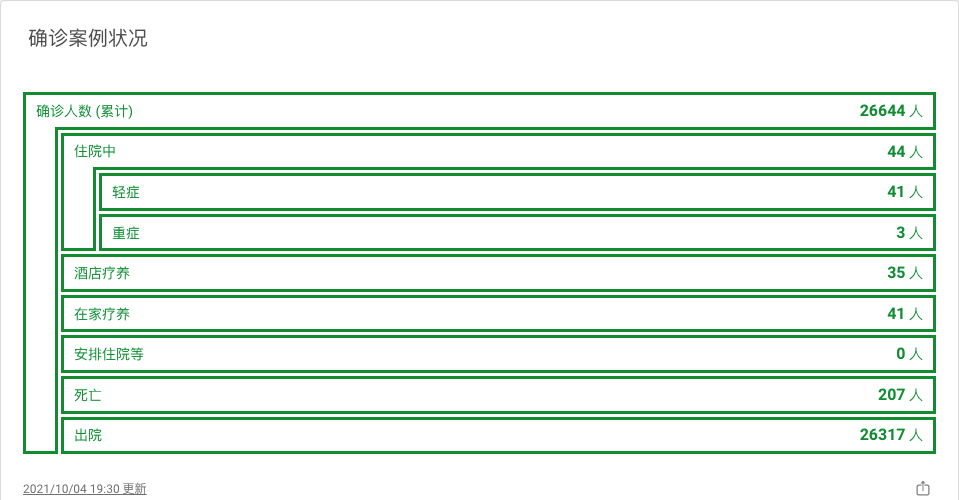 确诊案例状况
确诊人数 (累计) 26644 人
住院中 44 人
轻症 41 人
重症 3 人
酒店疗养 35 人
在家疗养 41 人
安排住院等 0 人
死亡 207 人
出院 26317 人
2021/10/04 19:30 更新